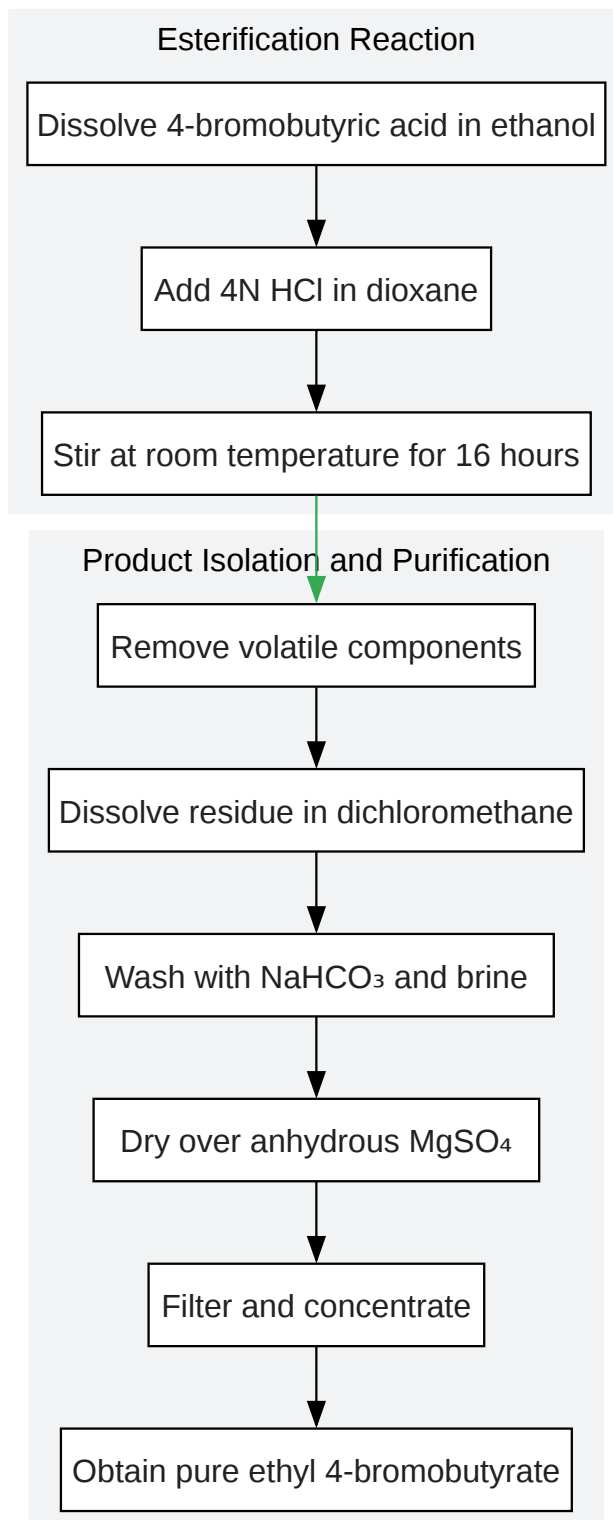 Esterification Reaction
Dissolve 4-bromobutyric acid in ethanol
Add 4N HCl in dioxane
Stir at room temperature for 16 hours
Product Isolation and Purification
Remove volatile components
Dissolve residue in dichloromethane
Wash with NaHCO₃ and brine
Dry over anhydrous MgSO₄
Filter and concentrate
Obtain pure ethyl 4-bromobutyrate